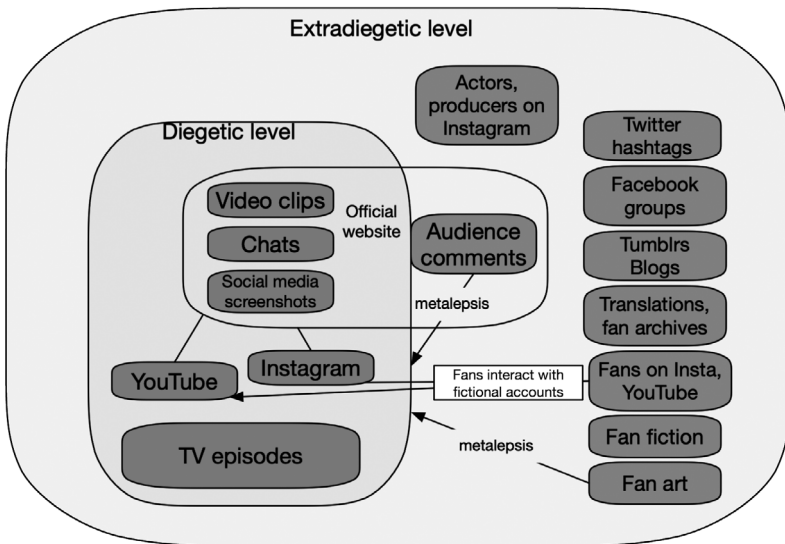 Extradiegetic level
Actors,
producers on
Instagram
Diegetic level
Twitter
hashtags
Video clips
Official
website
Facebook
groups
Chats
Audience
comments
Tumblrs
Blogs
Social media
screenshots
metalepsis
Translations,
fan archives
YouTube
Instagram
Fans interact with
fictional accounts
Fans on Insta,
YouTube
Fan fiction
TV episodes
metalepsis
Fan art